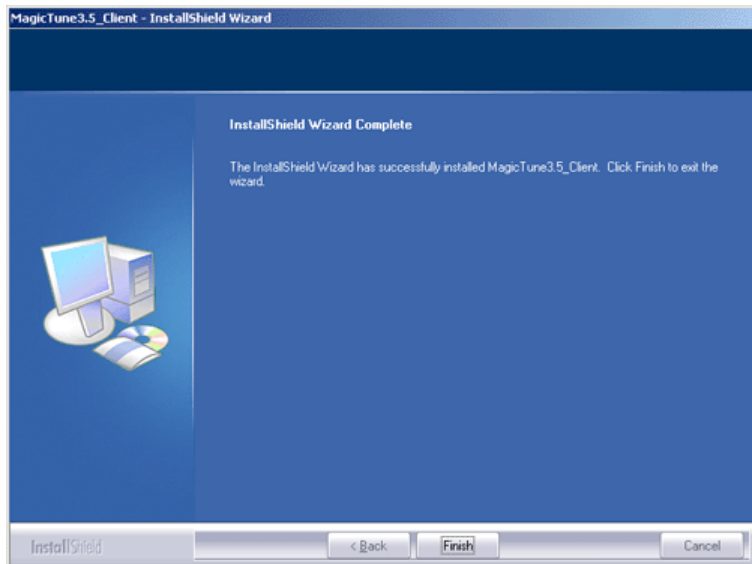 MagicTune3.5_Client - InstallShield Wizard
InstallShield Wizard Complete
The InstallShield Wizard has successfully installed MagicTune3.5_Client. Click Finish to exit the
wizard.
InstallShield
< Back
Finish
Cancel